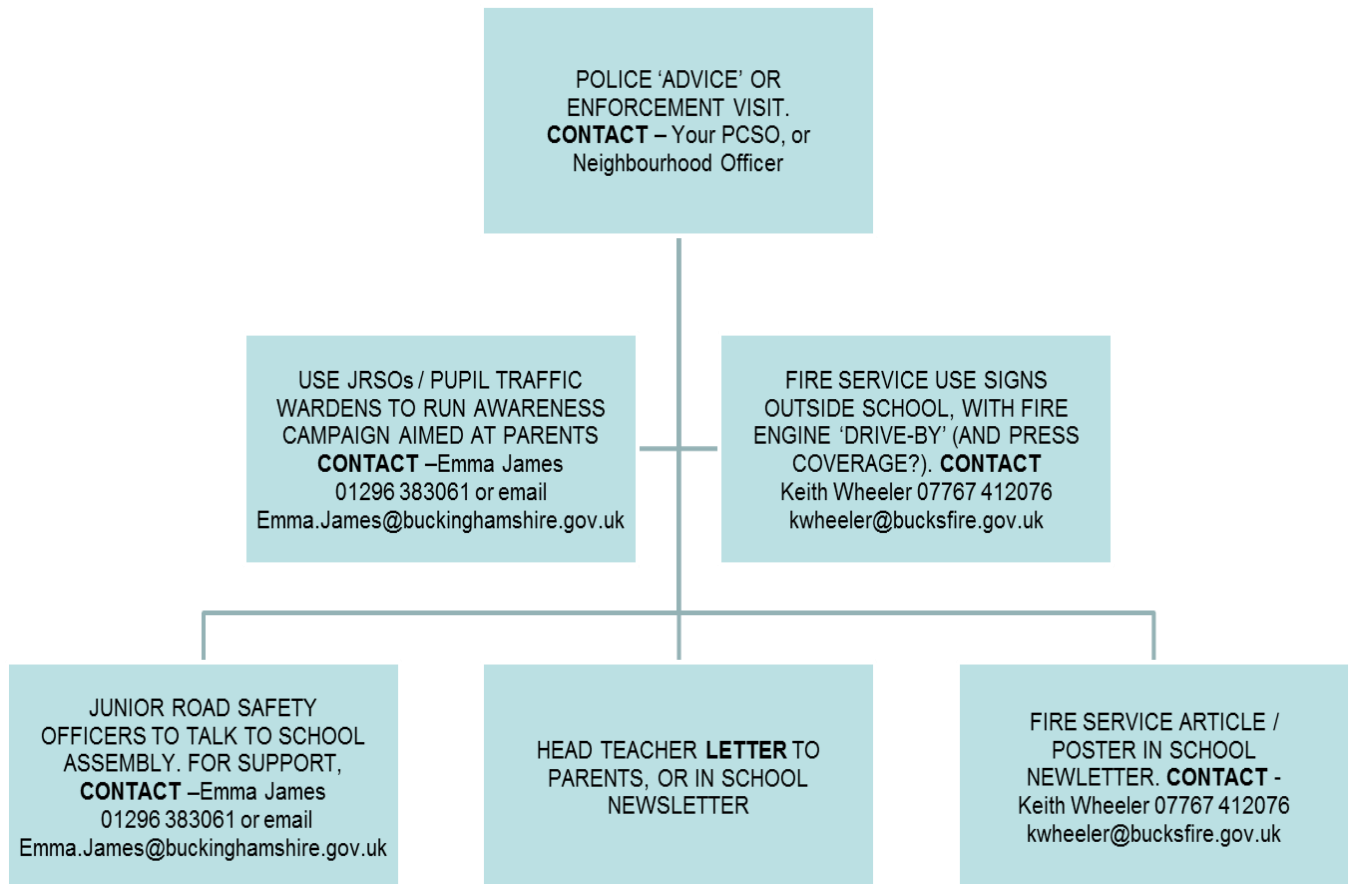 POLICE ‘ADVICE’ OR
ENFORCEMENT VISIT.
CONTACT – Your PCSO, or
Neighbourhood Officer
USE JRSOs / PUPIL TRAFFIC
WARDENS TO RUN AWARENESS
CAMPAIGN AIMED AT PARENTS
CONTACT –Emma James
01296 383061 or email
Emma.James@buckinghamshire.gov.uk
FIRE SERVICE USE SIGNS
OUTSIDE SCHOOL, WITH FIRE
ENGINE ‘DRIVE-BY’ (AND PRESS
COVERAGE?). CONTACT
Keith Wheeler 07767 412076
kwheeler@bucksfire.gov.uk
JUNIOR ROAD SAFETY
OFFICERS TO TALK TO SCHOOL
ASSEMBLY. FOR SUPPORT,
CONTACT –Emma James
01296 383061 or email
Emma.James@buckinghamshire.gov.uk
HEAD TEACHER LETTER TO
PARENTS, OR IN SCHOOL
NEWSLETTER
FIRE SERVICE ARTICLE /
POSTER IN SCHOOL
NEWLETTER. CONTACT -
Keith Wheeler 07767 412076
kwheeler@bucksfire.gov.uk